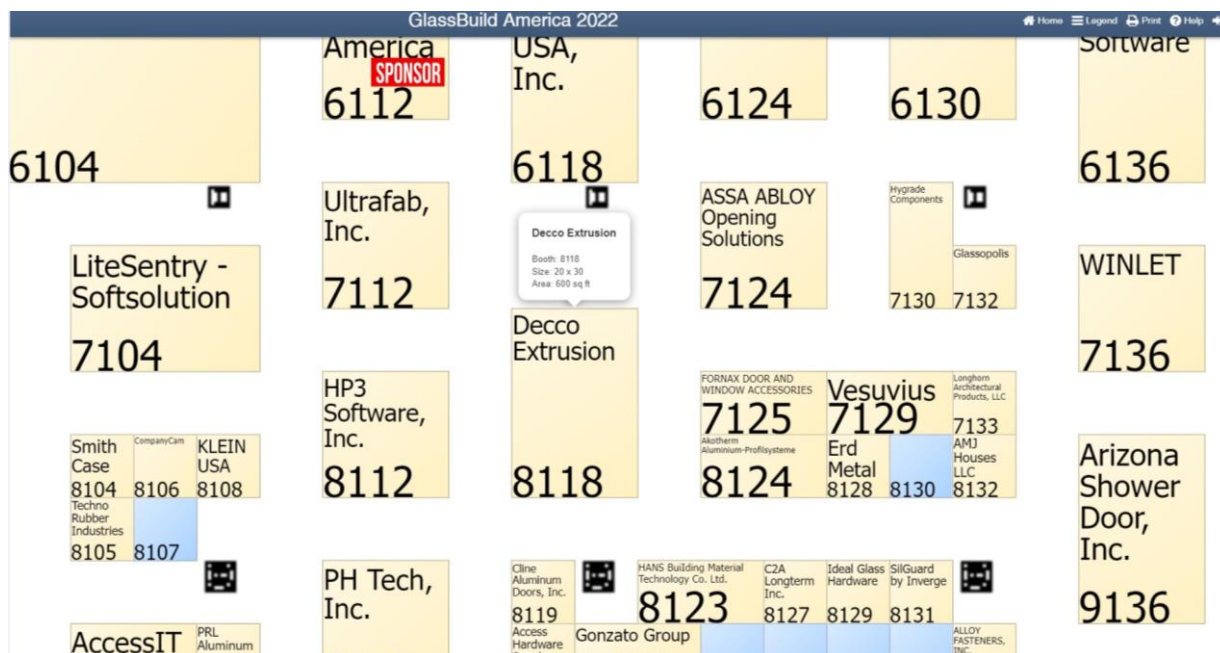 GlassBuild America 2022
Home Legend Print Help
America
SPONSOR
6112
USA,
Inc.
6118
6124
6130
Software
6136
6104
Ultrafab,
Inc.
7112
Decco Extrusion
Booth: 8118
Size: 20 x 30
Area: 600 sq ft
ASSA ABLOY
Opening
Solutions
7124
Hygrade
Components
7130
Glassopolis
7132
LiteSentry -
Softsolution
7104
WINLET
7136
Decco
Extrusion
8118
HP3
Software,
Inc.
8112
FORNAX DOOR AND
WINDOW ACCESSORIES
7125
Vesuvius
7129
Longhorn
Architectural
Products, LLC
7133
Smith
Case
8104
CompanyCam
8106
KLEIN
USA
8108
Akotherm
Aluminium-Profilsysteme
8124
Erd
Metal
8128
8130
AMJ
Houses
LLC
8132
Arizona
Shower
Door,
Inc.
9136
Techno
Rubber
Industries
8105
8107
PH Tech,
Inc.
Cline
Aluminum
Doors, Inc.
8119
HANS Building Material
Technology Co. Ltd.
8123
C2A
Longterm
Inc.
8127
Ideal Glass
Hardware
8129
SilGuard
by Inverge
8131
AccessIT
PRL
Aluminum
Access
Hardware
Gonzato Group
ALLOY
FASTENERS,
INC.